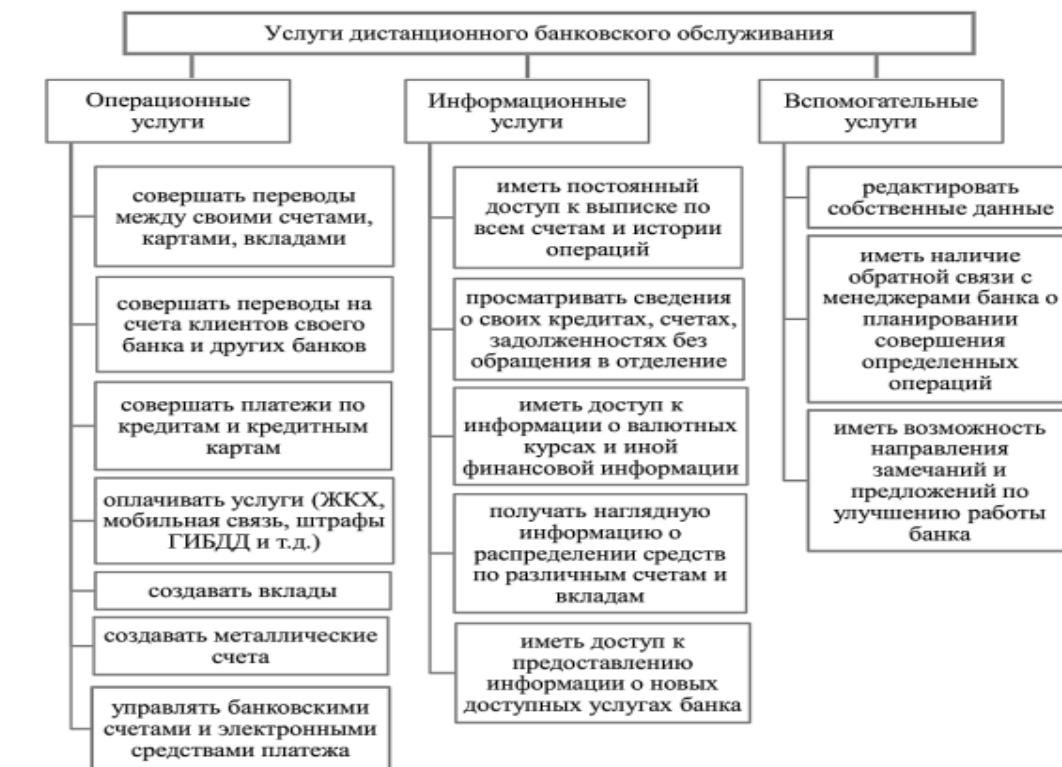 Услуги дистанционного банковского обслуживания
Операционные
услуги
совершать переводы
между своими счетами,
картами, вкладами
совершать переводы на
счета клиентов своего
банка и других банков
совершать платежи по
кредитам и кредитным
картам
оплачивать услуги (ЖКХ,
мобильная связь, штрафы
ГИБДД и т.д.)
создавать вклады
создавать металлические
счета
управлять банковскими
счетами и электронными
средствами платежа
Информационные
услуги
иметь постоянный
доступ к выписке по
всем счетам и истории
операций
просматривать сведения
о своих кредитах, счетах,
задолженностях без
обращения в отделение
иметь доступ к
информации о валютных
курсах и иной
финансовой информации
получать наглядную
информацию о
распределении средств
по различным счетам и
вкладам
иметь доступ к
предоставлению
информации о новых
доступных услугах банка
Вспомогательные
услуги
редактировать
собственные данные
иметь наличие
обратной связи с
менеджерами банка о
планировании
совершения
определенных
операций
иметь возможность
направления
замечаний и
предложений по
улучшению работы
банка